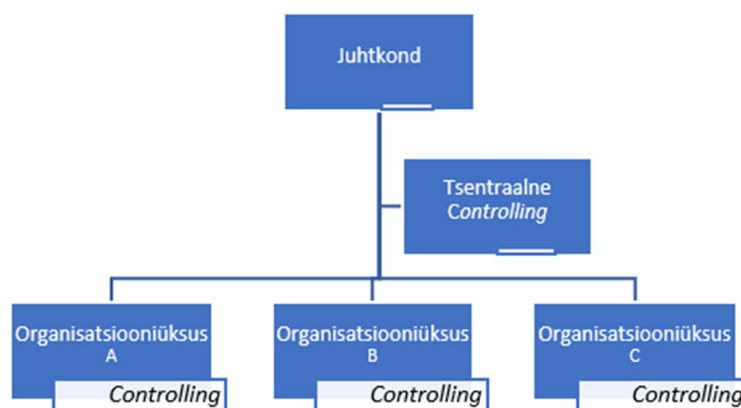 Juhtkond
Tsentraalne
Controlling
Organisatsiooniüksus
A
Controlling
Organisatsiooniüksus
B
Controlling
Organisatsiooniüksus
C
Controlling